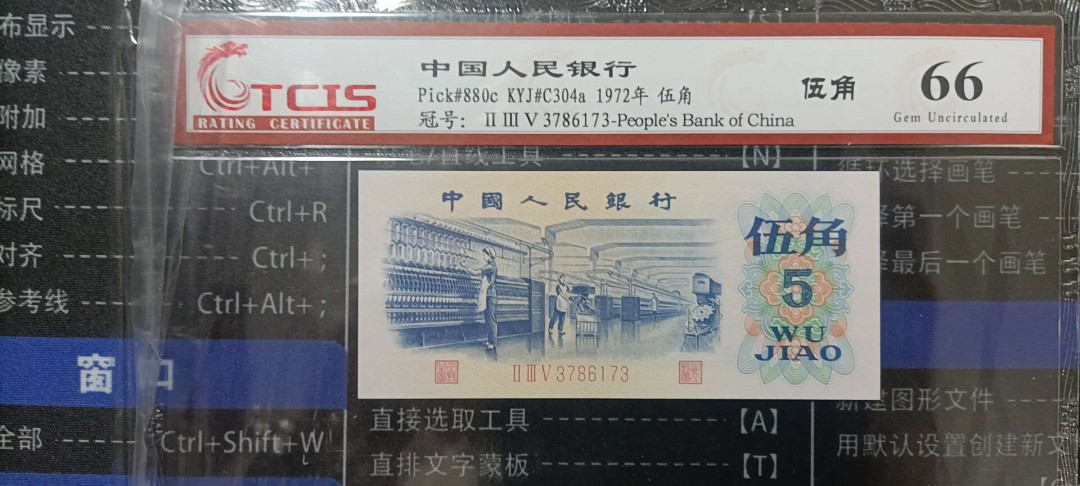 布显示
像素
附加
网格
标尺
Ctrl+R
对齐
Ctrl+ ;
参考线
Ctrl+Alt+ ;
窗口
全部
Ctrl+Shift+W
TCIS
RATING CERTIFICATE
中国人民银行
Pick#880c KYJ#C304a 1972年 伍角
冠号: Ⅱ Ⅲ Ⅴ 3786173-People's Bank of China
伍角
66
Gem Uncirculated
Ctrl+Alt+
线工具
【N】
循环选择画笔
择第一个画笔
择最后一个画笔
中國人民銀行
伍角
5
WU
JIAO
Ⅱ Ⅲ Ⅴ 3786173
直接选取工具
【A】
直排文字蒙板
【T】
新建图形文件
用默认设置创建新文